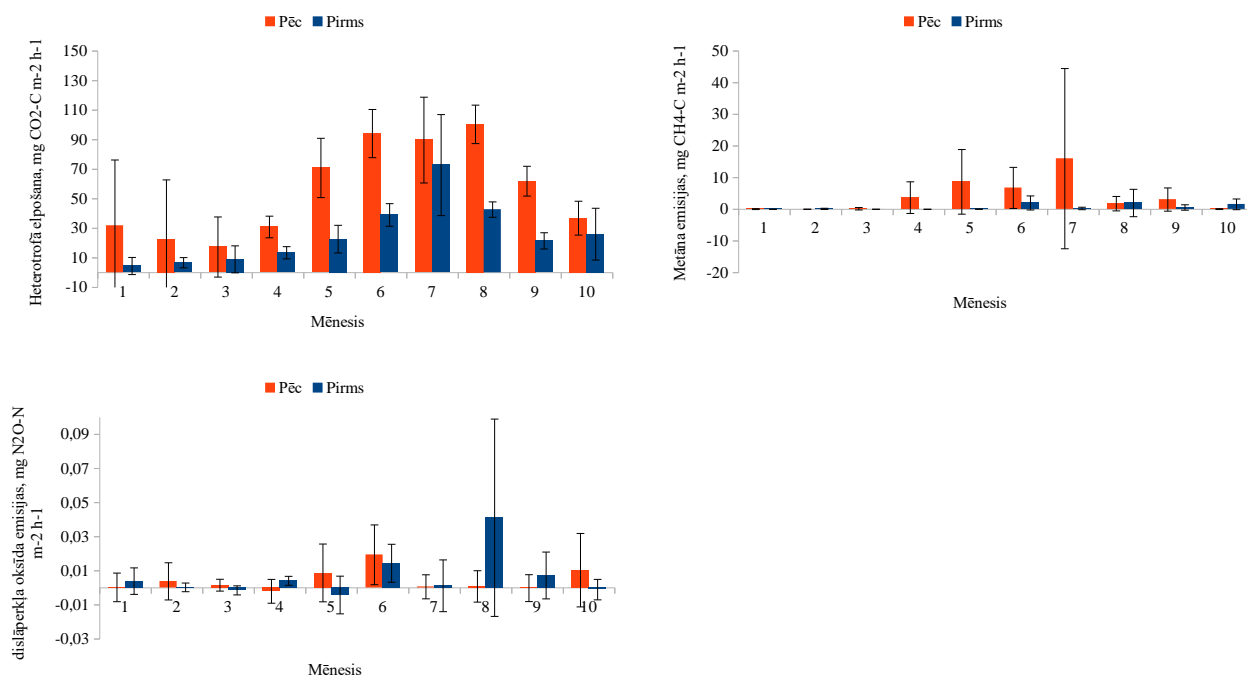 Pēc Pirms
Heterotrofā elpošana, mg CO2-C m-2 h-1
150
130
110
90
70
50
30
10
-10
1 2 3 4 5 6 7 8 9 10
Mēnesis
Pēc Pirms
Metāna emisijas, mg CH4-C m-2 h-1
50
40
30
20
10
0
-10
-20
1 2 3 4 5 6 7 8 9 10
Mēnesis
Pēc Pirms
dislāperkļa oksīda emisijas, mg N2O-N
m-2 h-1
0,09
0,07
0,05
0,03
0,01
-0,01
-0,03
1 2 3 4 5 6 7 8 9 10
Mēnesis